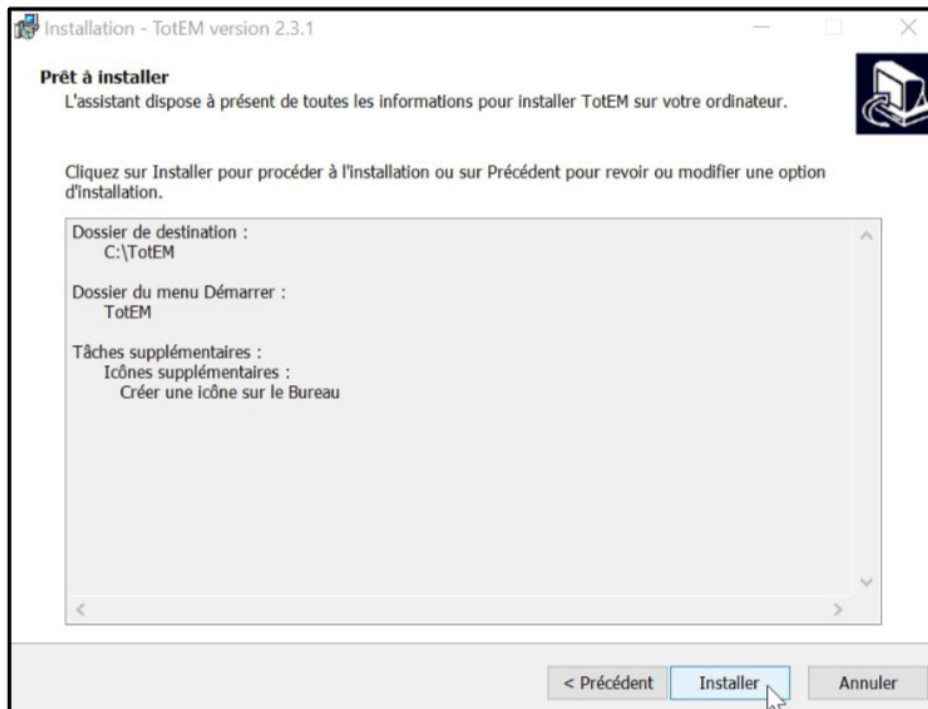 Installation - TotEM version 2.3.1
Prêt à installer
L'assistant dispose à présent de toutes les informations pour installer TotEM sur votre ordinateur.
Cliquez sur Installer pour procéder à l'installation ou sur Précédent pour revoir ou modifier une option
d'installation.
Dossier de destination :
C:\TotEM
Dossier du menu Démarrer :
TotEM
Tâches supplémentaires :
Icônes supplémentaires :
Créer une icône sur le Bureau
< Précédent
Installer
Annuler